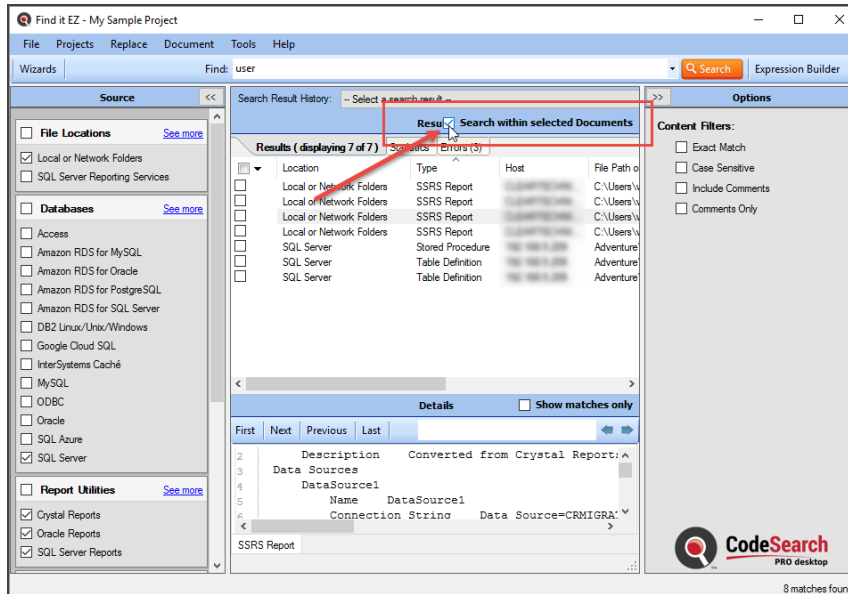 Find it EZ - My Sample Project
File Projects Replace Document Tools Help
Wizards Find: user Search Expression Builder
Source <<
File Locations See more
Local or Network Folders
SQL Server Reporting Services
Databases See more
Access
Amazon RDS for MySQL
Amazon RDS for Oracle
Amazon RDS for PostgreSQL
Amazon RDS for SQL Server
DB2 Linux/Unix/Windows
Google Cloud SQL
InterSystems Caché
MySQL
ODBC
Oracle
SQL Azure
SQL Server
Report Utilities See more
Crystal Reports
Oracle Reports
SQL Server Reports
Search Result History: -- Select a search result --
Resu Search within selected Documents
Results ( displaying 7 of 7 ) Statistics Errors (3)
Location Type Host File Path o
Local or Network Folders SSRS Report C:\Users\v
Local or Network Folders SSRS Report C:\Users\v
Local or Network Folders SSRS Report C:\Users\v
Local or Network Folders SSRS Report C:\Users\v
SQL Server Stored Procedure Adventure
SQL Server Table Definition Adventure
SQL Server Table Definition Adventure
Details Show matches only
First Next Previous Last
2 Description Converted from Crystal Report:
3 Data Sources
4 DataSource1
5 Name DataSource1
6 Connection String Data Source=CRMIGRA
SSRS Report
>> Options
Content Filters:
Exact Match
Case Sensitive
Include Comments
Comments Only
CodeSearch
PRO desktop
8 matches foun